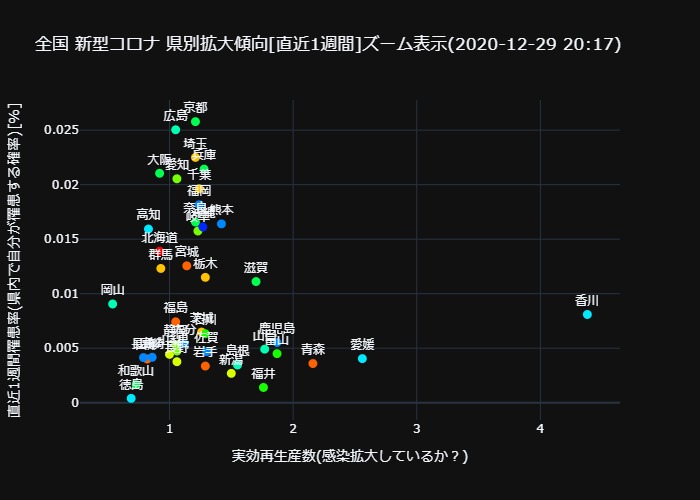 全国 新型コロナ 県別拡大傾向[直近1週間]ズーム表示(2020-12-29 20:17)
直近1週間罹患率(県内で自分が罹患する確率)[%]
0.025
0.02
0.015
0.01
0.005
0
京都
広島
埼玉
兵庫
大阪
愛知
千葉
福岡
奈良
熊本
岐阜
高知
北海道
宮城
群馬
栃木
滋賀
岡山
福島
香川
鹿児島
佐賀
山口
富山
愛媛
岩手
島根
青森
新潟
福井
和歌山
徳島
1
2
3
4
実効再生産数(感染拡大しているか？)